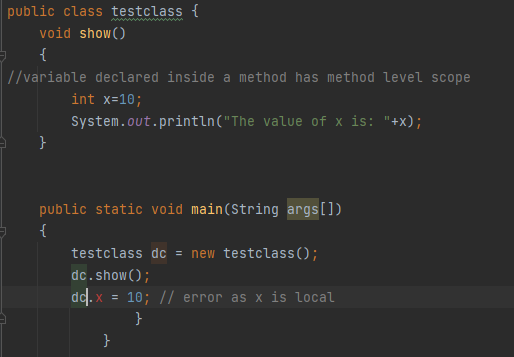 public class testclass {
    void show()
    {
//variable declared inside a method has method level scope
        int x=10;
        System.out.println("The value of x is: "+x);
    }
    public static void main(String args[])
    {
        testclass dc = new testclass();
        dc.show();
        dc.x = 10; // error as x is local
                }
            }